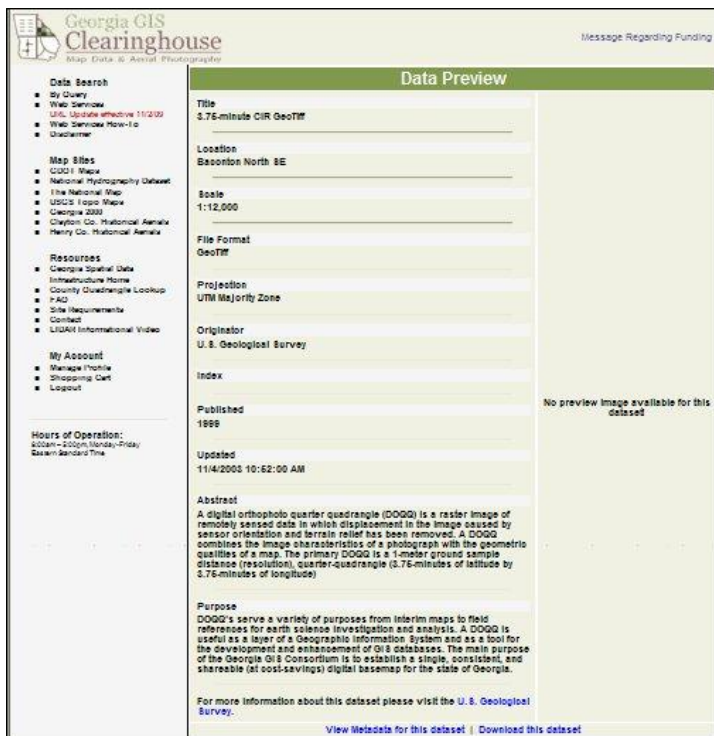 Georgia GIS
Clearinghouse
Map Data & Aerial Photography
Message Regarding Funding
Data Search
By Query
Web Services
URL Update effective 11/2/09
Web Services How-To
Disclaimer
Map Sites
GDOT Maps
National Hydrography Dataset
The National Map
USGS Topo Maps
Georgia 2000
Clayton Co. Historical Aerials
Henry Co. Historical Aerials
Resources
Georgia Spatial Data
Infrastructure Home
County Quadrangle Lookup
FAQ
Site Requirements
Contact
LIDAR Informational Video
My Account
Manage Profile
Shopping Cart
Logout
Hours of Operation:
Monday-Friday
Eastern Standard Time
Data Preview
Title
3.75-minute CIR GeoTiff
Location
Baconton North SE
Scale
1:12,000
File Format
GeoTiff
Projection
UTM Majority Zone
Originator
U. S. Geological Survey
Index
Published
1999
Updated
11/4/2003 10:52:00 AM
Abstract
A digital orthophoto quarter quadrangle (DOQQ) is a raster image of
remotely sensed data in which displacement in the image caused by
sensor orientation and terrain relief has been removed. A DOQQ
combines the image characteristics of a photograph with the geometric
qualities of a map. The primary DOQQ is a 1-meter ground sample
distance (resolution), quarter-quadrangle (3.75-minutes of latitude by
3.75-minutes of longitude)
Purpose
DOQQ's serve a variety of purposes from interim maps to field
references for earth science investigation and analysis. A DOQQ is
useful as a layer of a Geographic Information System and as a tool for
the development and enhancement of GIS databases. The main purpose
of the Georgia GIS Consortium is to establish a single, consistent, and
shareable (at cost-savings) digital basemap for the state of Georgia.
For more information about this dataset please visit the U. S. Geological
Survey.
No preview image available for this
dataset
View Metadata for this dataset | Download this dataset